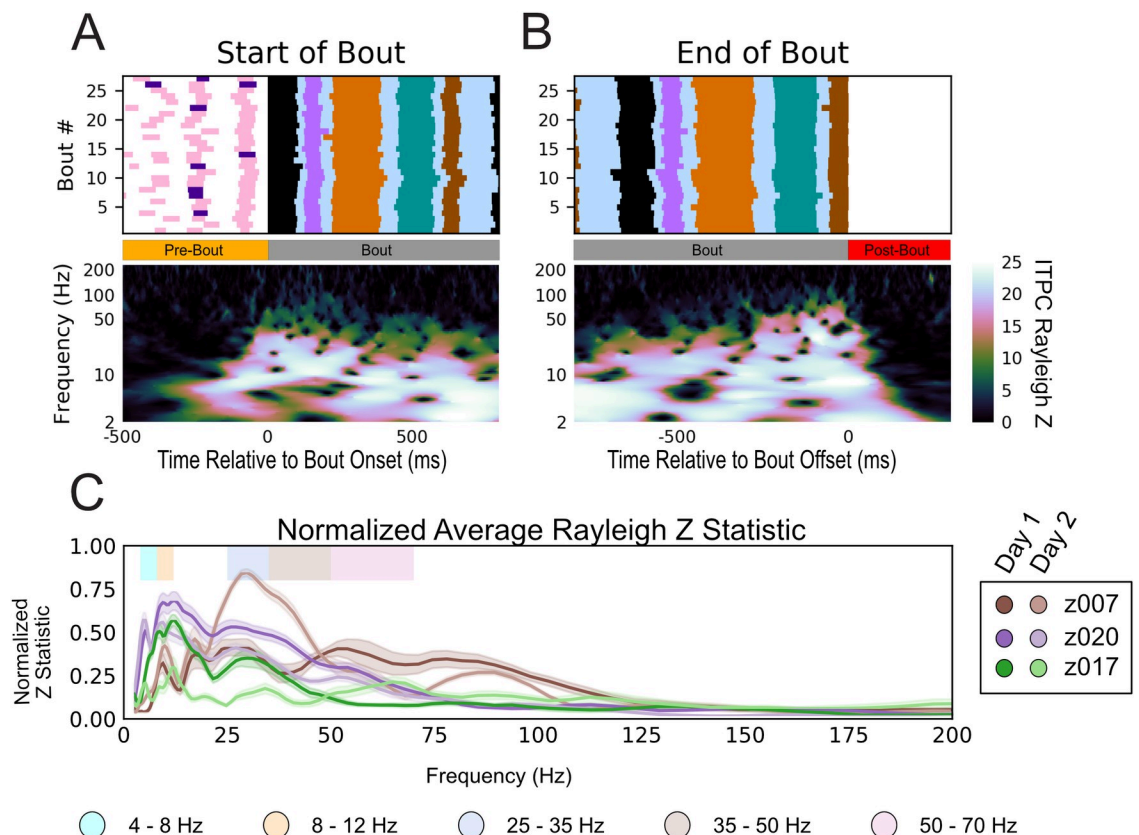 A
Start of Bout
B
End of Bout
Bout #
25
20
15
10
5
25
20
15
10
5
Pre-Bout
Bout
Bout
Post-Bout
Frequency (Hz)
200
100
50
10
2
-500
0
500
Time Relative to Bout Onset (ms)
200
100
50
10
2
-500
0
Time Relative to Bout Offset (ms)
25
20
15
10
5
0
ITPC Rayleigh Z
C
Normalized Average Rayleigh Z Statistic
Normalized
Z Statistic
1.00
0.75
0.50
0.25
0.00
0
25
50
75
100
125
150
175
200
Frequency (Hz)
Day 1
Day 2
z007
z020
z017
4 - 8 Hz
8 - 12 Hz
25 - 35 Hz
35 - 50 Hz
50 - 70 Hz